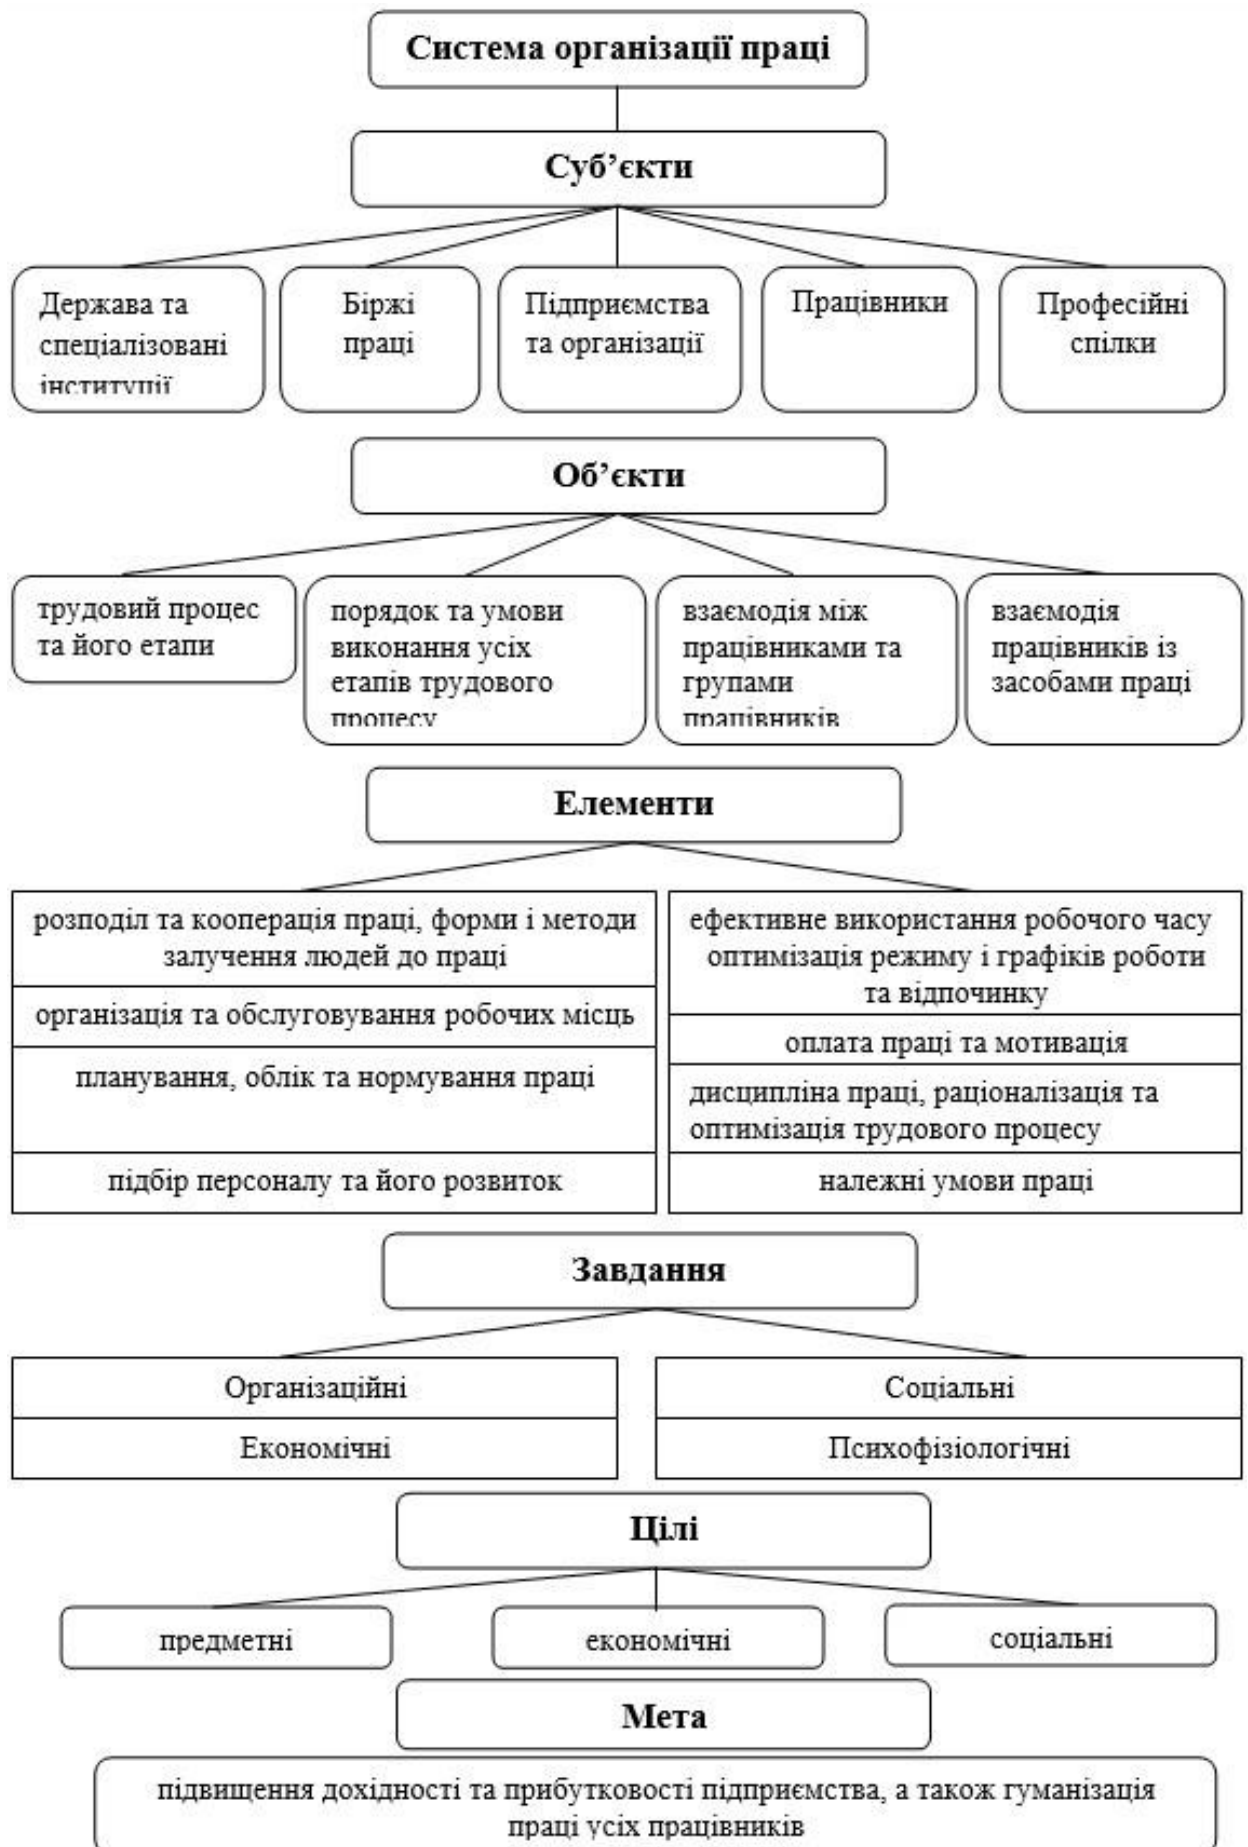 Система організації праці
Суб’єкти
Держава та
спеціалізовані
інституції
Біржі
праці
Підприємства
та організації
Працівники
Професійні
спілки
Об’єкти
трудовий процес
та його етапи
порядок та умови
виконання усіх
етапів трудового
процесу
взаємодія між
працівниками та
групами
працівників
взаємодія
працівників із
засобами праці
Елементи
розподіл та кооперація праці, форми і методи
залучення людей до праці
організація та обслуговування робочих місць
планування, облік та нормування праці
підбір персоналу та його розвиток
ефективне використання робочого часу
оптимізація режиму і графіків роботи
та відпочинку
оплата праці та мотивація
дисципліна праці, раціоналізація та
оптимізація трудового процесу
належні умови праці
Завдання
Організаційні
Економічні
Соціальні
Психофізіологічні
Цілі
предметні
економічні
соціальні
Мета
підвищення дохідності та прибутковості підприємства, а також гуманізація
праці усіх працівників